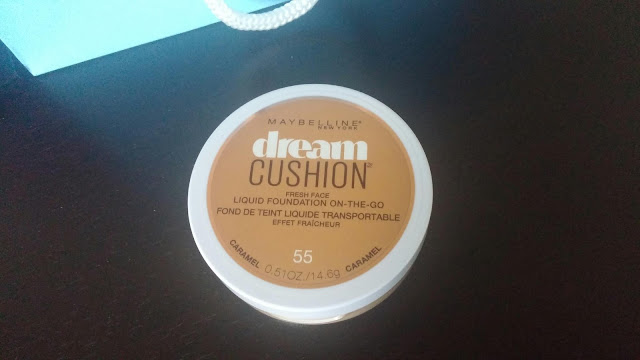 MAYBELLINE®
NEW YORK
dream
CUSHION™
FRESH FACE
LIQUID FOUNDATION ON-THE-GO
FOND DE TEINT LIQUIDE TRANSPORTABLE
EFFET FRAÎCHEUR
55
CARAMEL 0.51OZ./14.6g CARAMEL